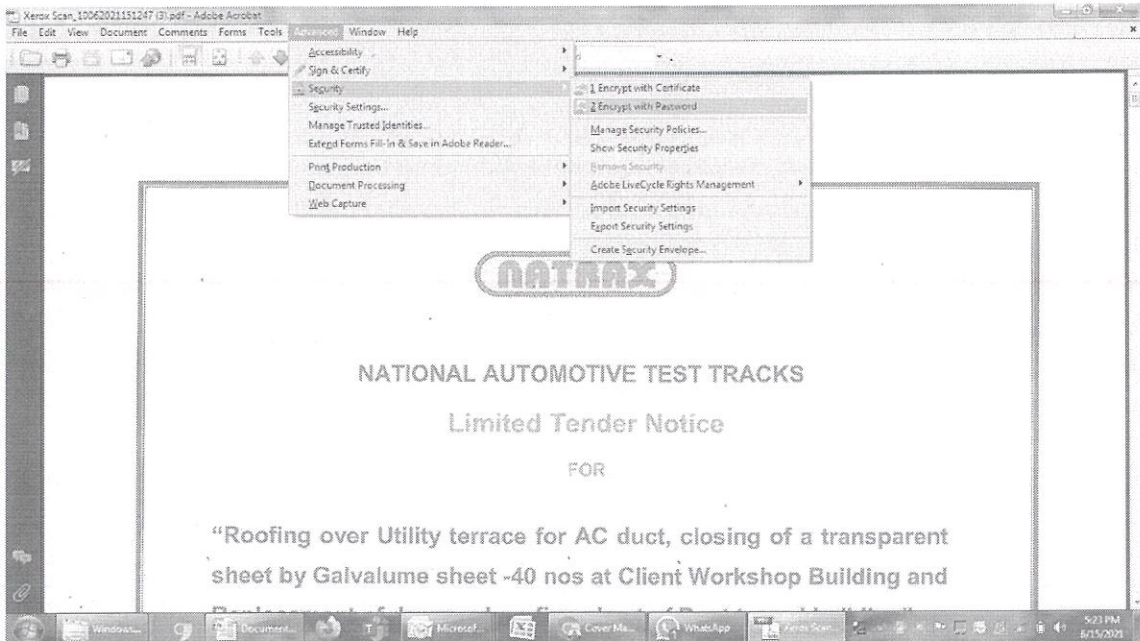 Xerox Scan_10062021151247 (3).pdf - Adobe Acrobat
File Edit View Document Comments Forms Tools Advanced Window Help
Accessibility
Sign & Certify
Security
Security Settings...
Manage Trusted Identities...
Extend Forms Fill-in & Save in Adobe Reader...
Print Production
Document Processing
Web Capture
1 Encrypt with Certificate
2 Encrypt with Password
Manage Security Policies...
Show Security Properties
Remove Security
Adobe LiveCycle Rights Management
Import Security Settings
Export Security Settings
Create Security Envelope...
NATRAX
NATIONAL AUTOMOTIVE TEST TRACKS
Limited Tender Notice
FOR
“Roofing over Utility terrace for AC duct, closing of a transparent
sheet by Galvalume sheet -40 nos at Client Workshop Building and
Windows... Document... Microsof... Cover Ma... WhatsApp Xerox Scan... 5:23 PM
6/15/2021